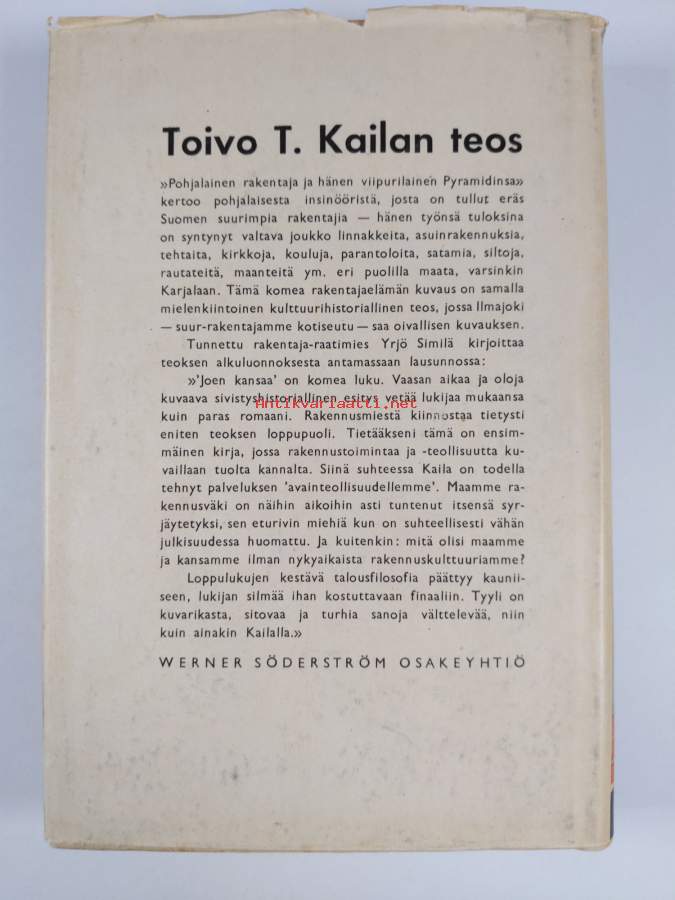 Toivo T. Kailan teos
»Pohjalainen rakentaja ja hänen viipurilainen Pyramidinsa»
kertoo pohjalaisesta insinööristä, josta on tullut eräs
Suomen suurimpia rakentajia — hänen työnsä tuloksina
on syntynyt valtava joukko linnakkeita, asuinrakennuksia,
tehtaita, kirkkoja, kouluja, parantoloita, satamia, siltoja,
rautateitä, maanteitä ym. eri puolilla maata, varsinkin
Karjalaan. Tämä komea rakentajaelämän kuvaus on samalla
mielenkiintoinen kulttuurihistoriallinen teos, jossa Ilmajoki
— suur-rakentajamme kotiseutu — saa oivallisen kuvauksen.
Tunnettu rakentaja-raatimies Yrjö Similä kirjoittaa
teoksen alkuluonnoksesta antamassaan lausunnossa:
»'Joen kansaa' on komea luku. Vaasan aikaa ja oloja
kuvaava sivistyshistoriallinen esitys vetää lukijaa mukaansa
Antikvariaatti.net
kuin paras romaani. Rakennusmiestä kiinnostaa tietysti
eniten teoksen loppupuoli. Tietääkseni tämä on ensim-
mäinen kirja, jossa rakennustoimintaa ja -teollisuutta ku-
vaillaan tuolta kannalta. Siinä suhteessa Kaila on todella
tehnyt palveluksen 'avainteollisuudellemme'. Maamme ra-
kennusväki on näihin aikoihin asti tuntenut itsensä syr-
jäytetyksi, sen eturivin miehiä kun on suhteellisesti vähän
julkisuudessa huomattu. Ja kuitenkin: mitä olisi maamme
ja kansamme ilman nykyaikaista rakennuskulttuuriamme?
Loppulukujen kestävä talousfilosofia päättyy kaunii-
seen, lukijan silmää ihan kostuttavaan finaaliin. Tyyli on
kuvarikasta, sitovaa ja turhia sanoja välttelevää, niin
kuin ainakin Kailalla.»
WERNER SÖDERSTRÖM OSAKEYHTIÖ